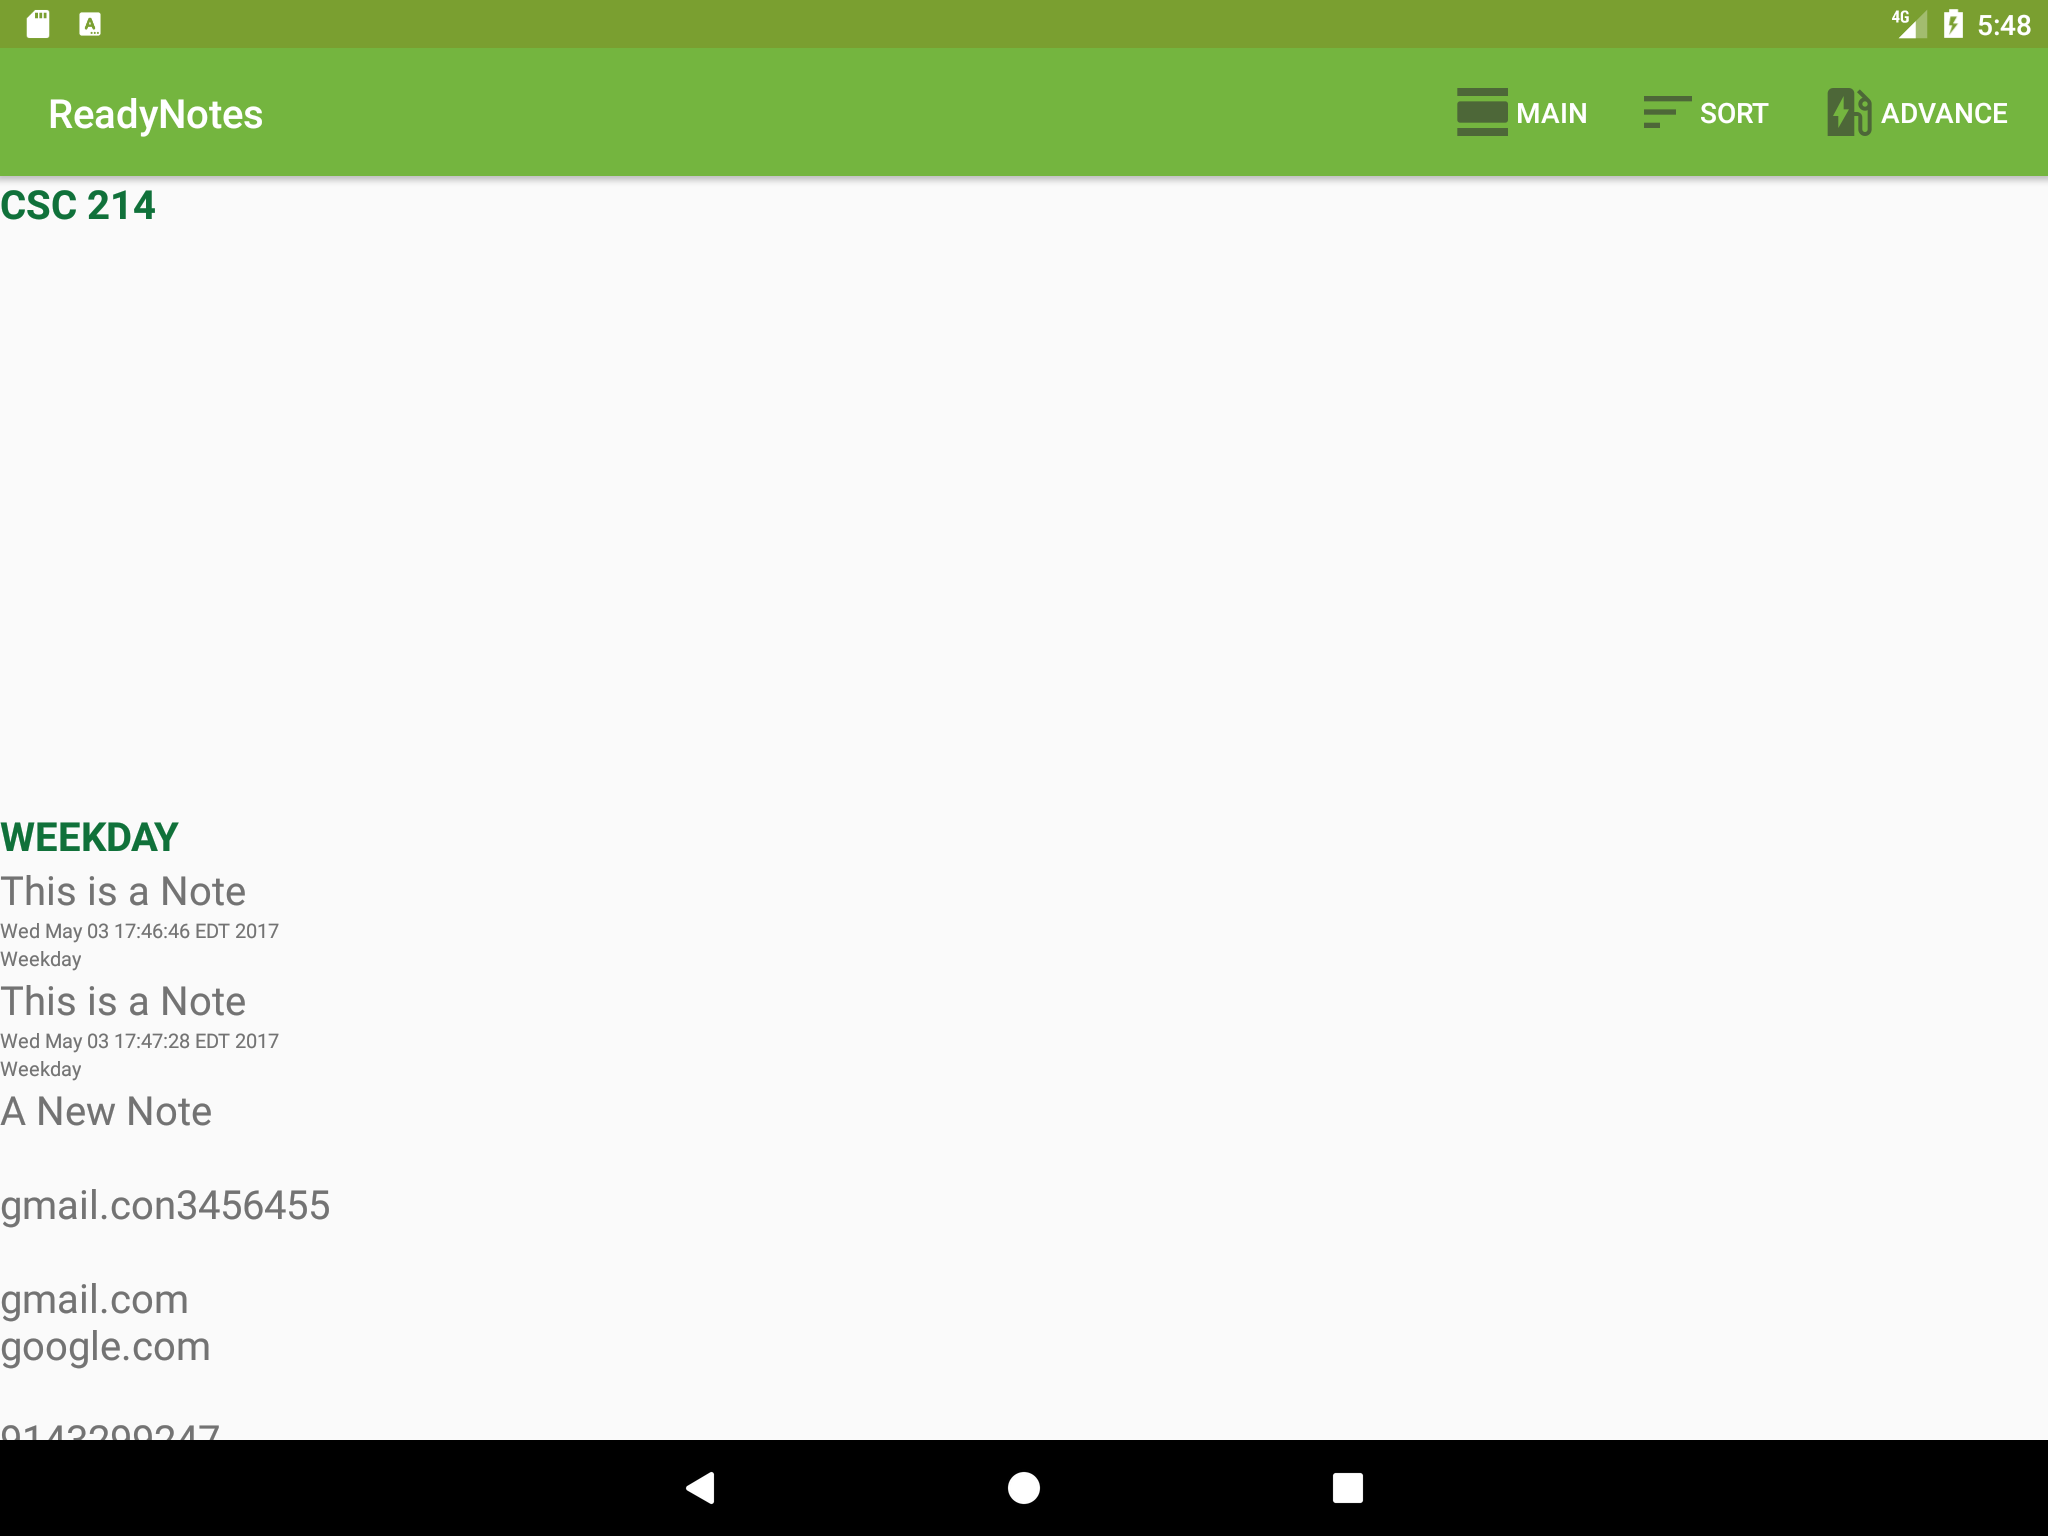 4G 5:48
ReadyNotes MAIN SORT ADVANCE
CSC 214
WEEKDAY
This is a Note
Wed May 03 17:46:46 EDT 2017
Weekday
This is a Note
Wed May 03 17:47:28 EDT 2017
Weekday
A New Note
gmail.con3456455
gmail.com
google.com